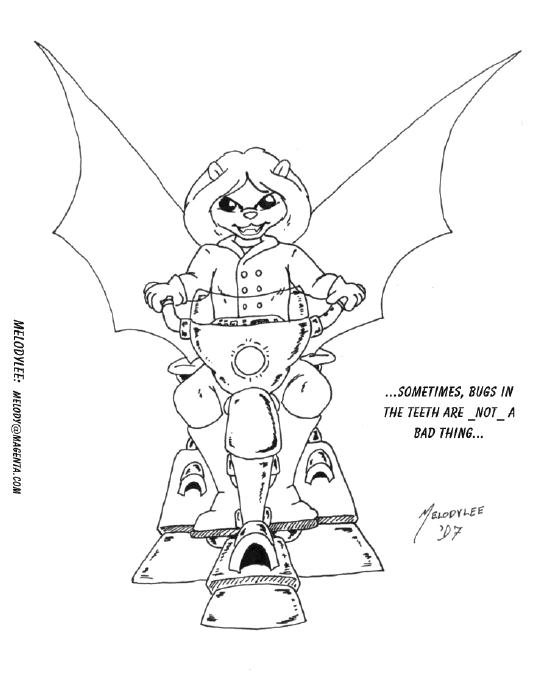 ...SOMETIMES, BUGS IN
THE TEETH ARE _NOT_ A
BAD THING...
MELODYLEE
'07
MELODYLEE: MELODY@MAGENTA.COM